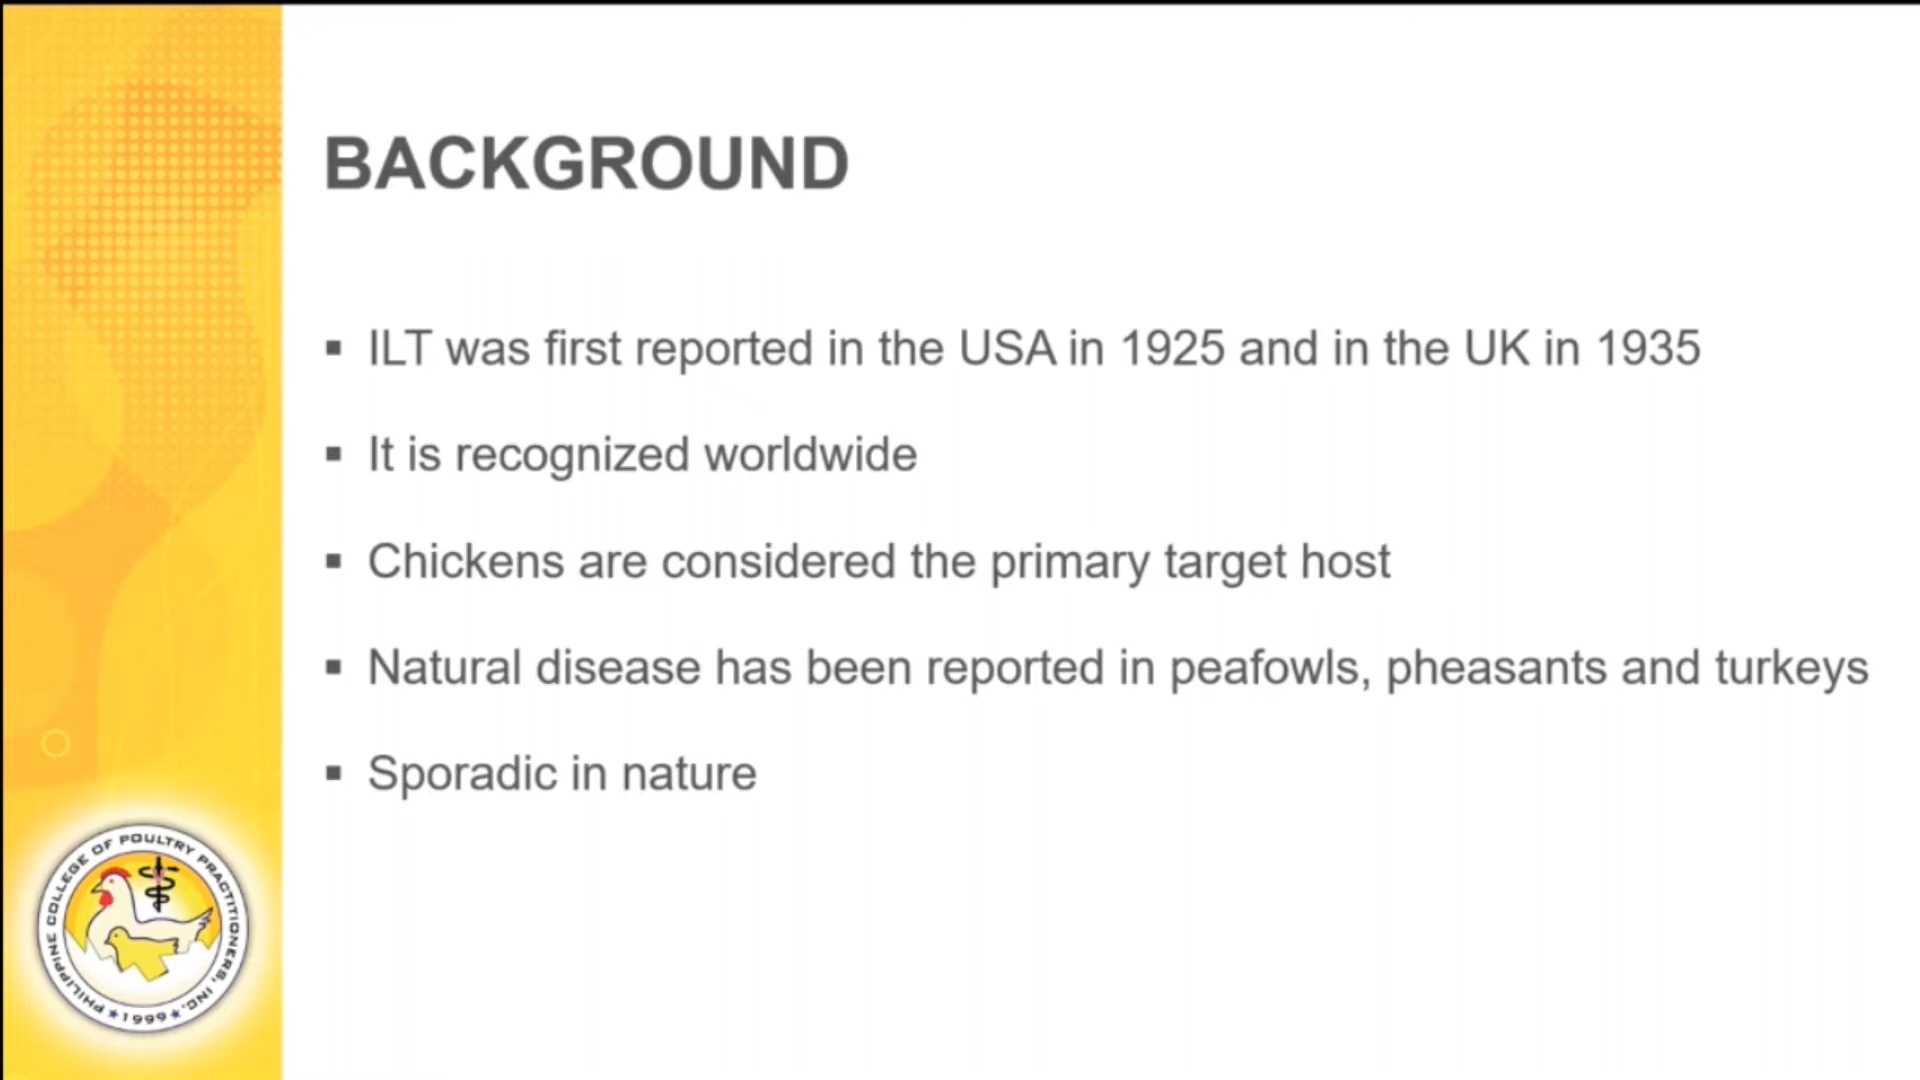 BACKGROUND
▪ ILT was first reported in the USA in 1925 and in the UK in 1935
▪ It is recognized worldwide
▪ Chickens are considered the primary target host
▪ Natural disease has been reported in peafowls, pheasants and turkeys
▪ Sporadic in nature
PHILIPPINE COLLEGE OF POULTRY PRACTITIONERS, INC.
★ 1999 ★